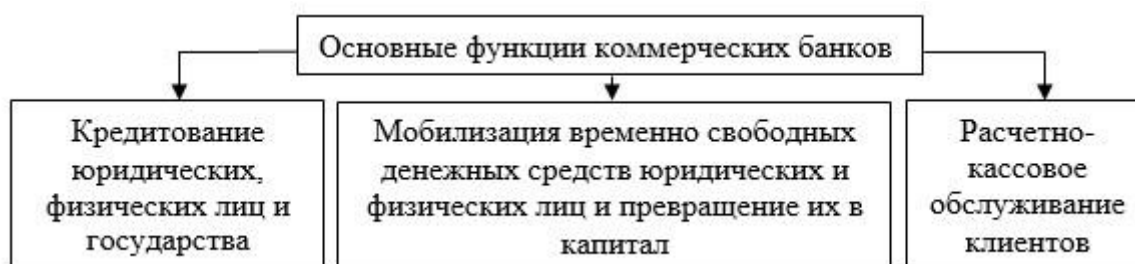 Основные функции коммерческих банков
Кредитование
юридических,
физических лиц и
государства
Мобилизация временно свободных
денежных средств юридических и
физических лиц и превращение их в
капитал
Расчетно-
кассовое
обслуживание
клиентов